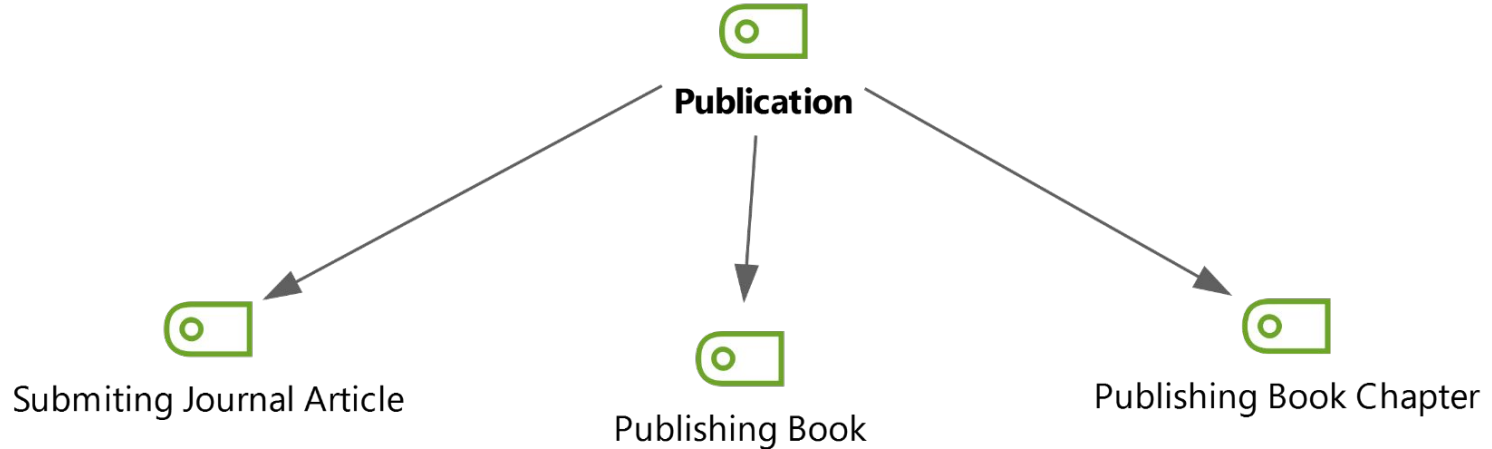 Publication
Submiting Journal Article
Publishing Book
Publishing Book Chapter